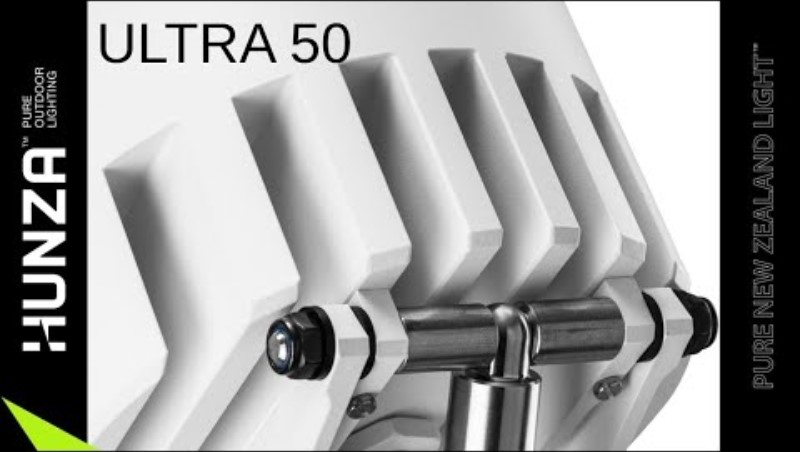 ULTRA 50
HUNZA™
PURE
OUTDOOR
LIGHTING
PURE NEW ZEALAND LIGHT™